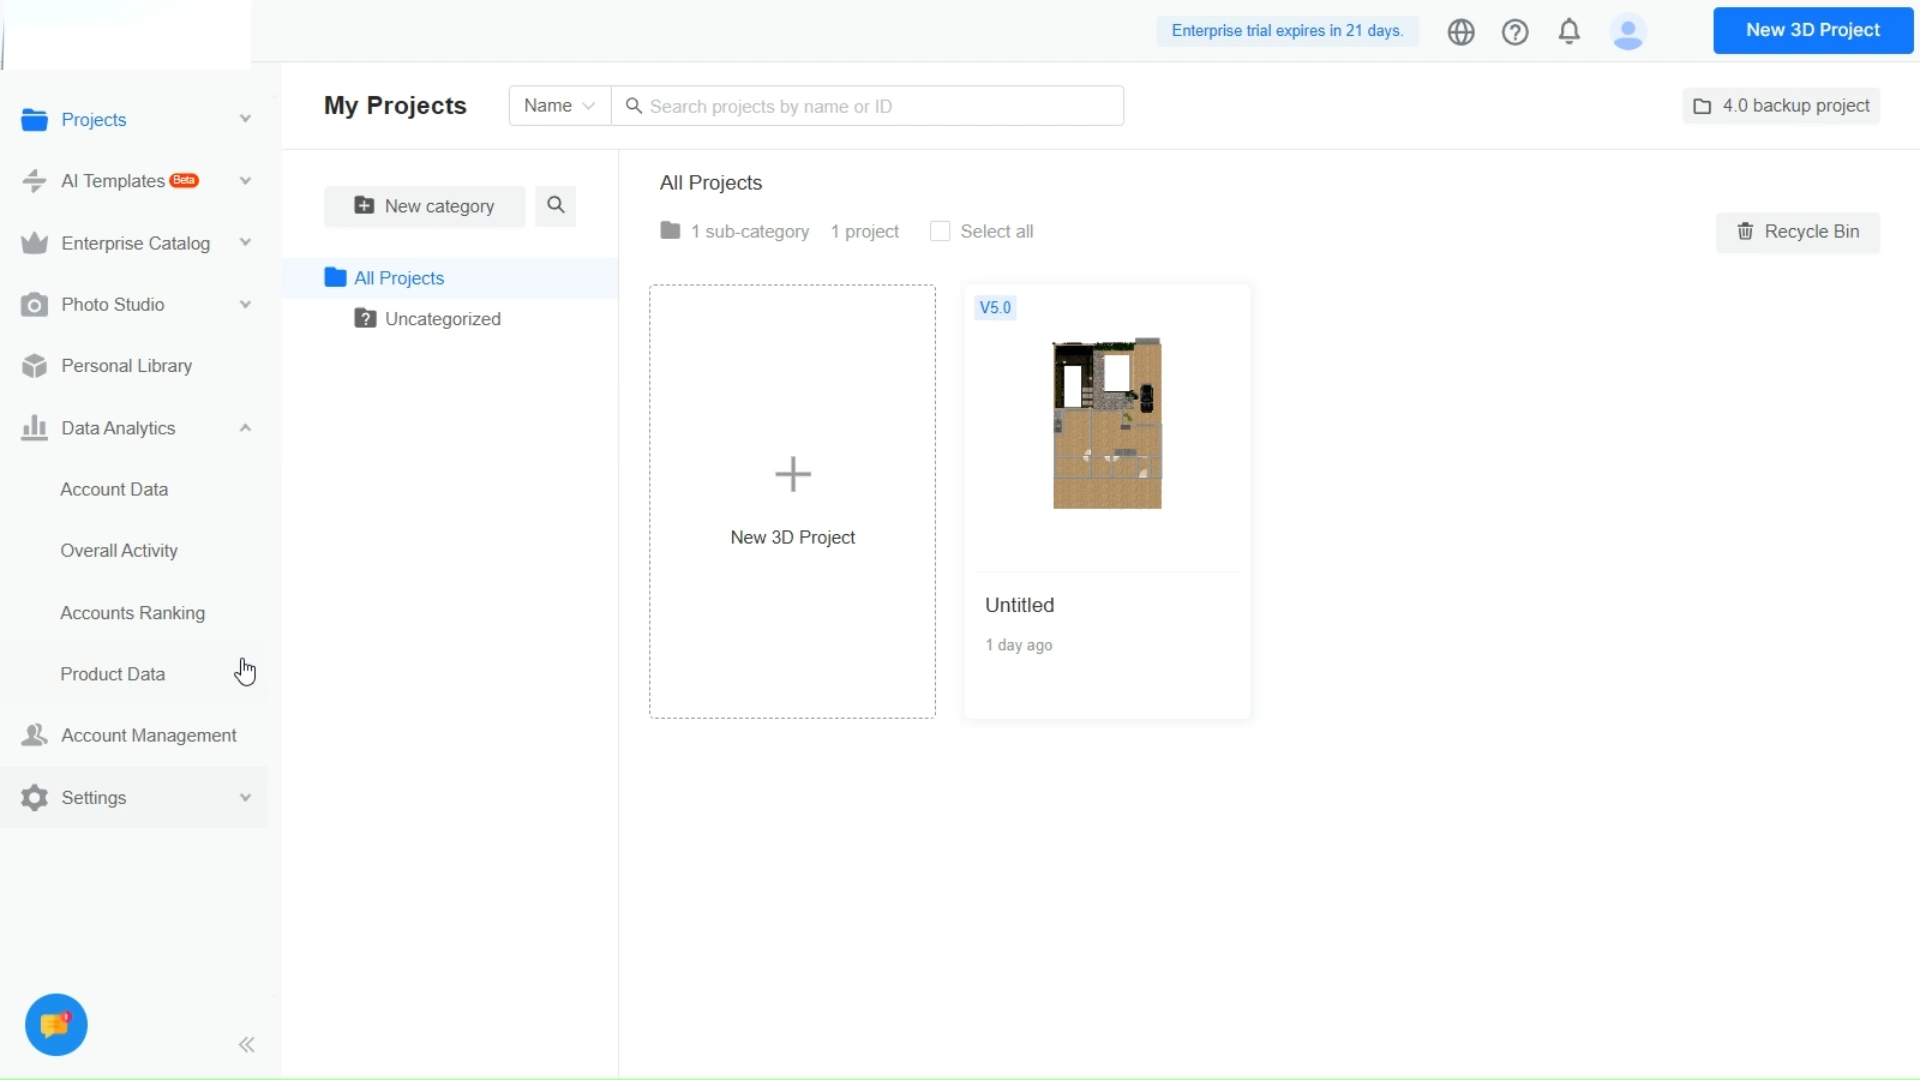 Enterprise trial expires in 21 days.
New 3D Project
My Projects
Name
Search projects by name or ID
4.0 backup project
Projects
AI Templates Beta
Enterprise Catalog
Photo Studio
Personal Library
Data Analytics
Account Data
Overall Activity
Accounts Ranking
Product Data
Account Management
Settings
New category
All Projects
Uncategorized
All Projects
1 sub-category 1 project Select all
Recycle Bin
New 3D Project
V5.0
Untitled
1 day ago